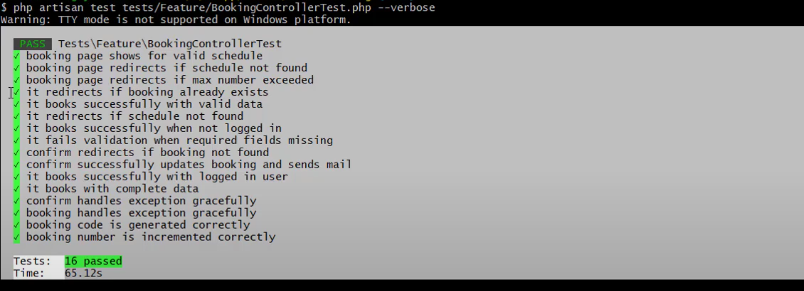 $ php artisan test tests/Feature/BookingControllerTest.php --verbose
Warning: TTY mode is not supported on Windows platform.
PASS Tests\Feature\BookingControllerTest
✓ booking page shows for valid schedule
✓ booking page redirects if schedule not found
✓ booking page redirects if max number exceeded
✓ it redirects if booking already exists
✓ it books successfully with valid data
✓ it redirects if schedule not found
✓ it books successfully when not logged in
✓ it fails validation when required fields missing
✓ confirm redirects if booking not found
✓ confirm successfully updates booking and sends mail
✓ it books successfully with logged in user
✓ it books with complete data
✓ confirm handles exception gracefully
✓ booking handles exception gracefully
✓ booking code is generated correctly
✓ booking number is incremented correctly
Tests: 16 passed
Time: 65.12s